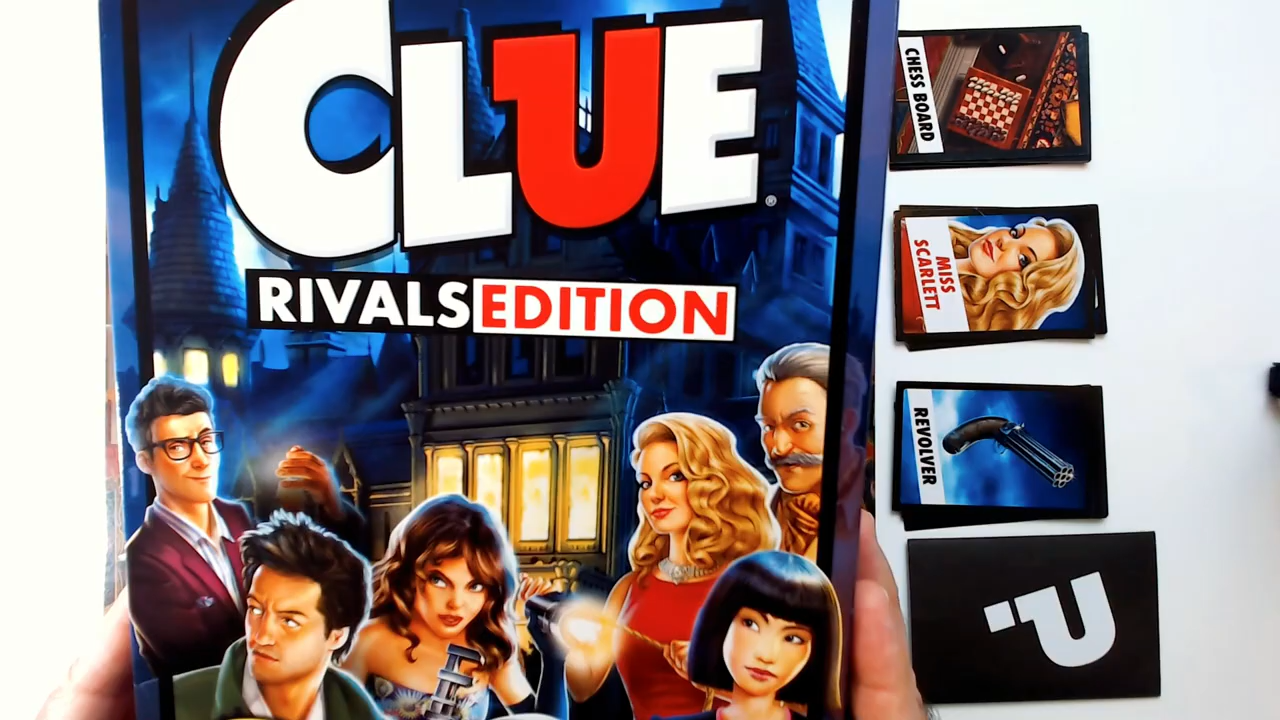 CLUE
®
RIVALS EDITION
CHESS BOARD
MISS
SCARLETT
REVOLVER